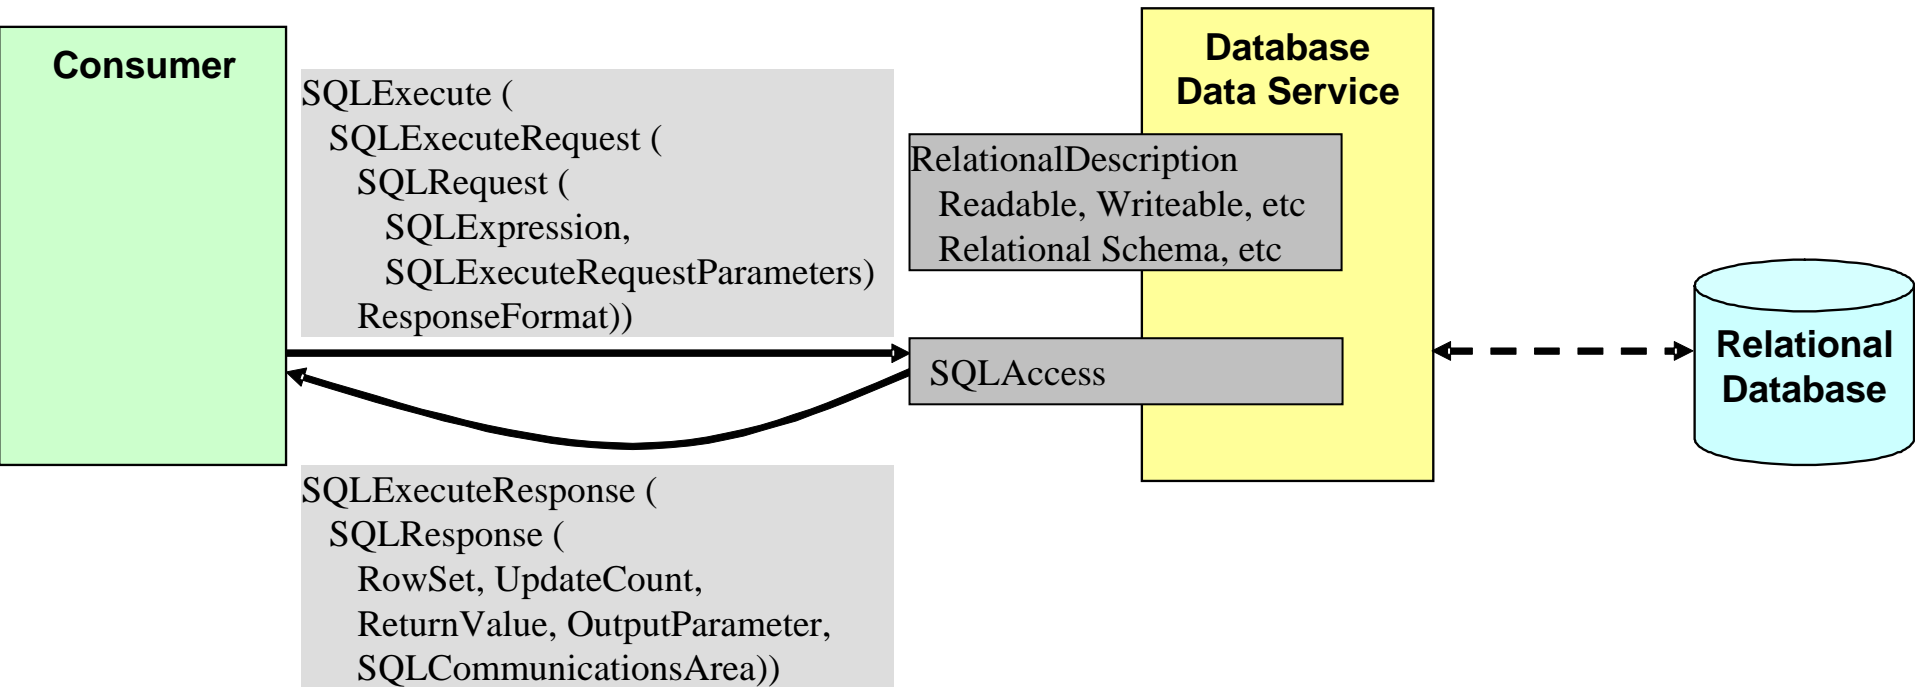 Consumer
SQLExecute (
SQLExecuteRequest (
SQLRequest (
SQLExpression,
SQLExecuteRequestParameters)
ResponseFormat))
Database
Data Service
RelationalDescription
Readable, Writeable, etc
Relational Schema, etc
SQLAccess
Relational
Database
SQLExecuteResponse (
SQLResponse (
RowSet, UpdateCount,
ReturnValue, OutputParameter,
SQLCommunicationsArea))